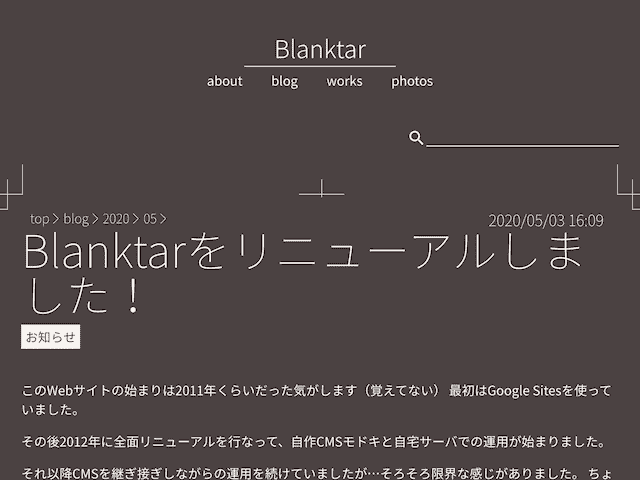 Blanktar
about blog works photos
top > blog > 2020 > 05 >
2020/05/03 16:09
Blanktarをリニューアルしま
した！
お知らせ
このWebサイトの始まりは2011年くらいだった気がします（覚えてない） 最初はGoogle Sitesを使って
いました。
その後2012年に全面リニューアルを行なって、自作CMSモドキと自宅サーバでの運用が始まりました。
それ以降CMSを継ぎ接ぎしながらの運用を続けていましたが…そろそろ限界な感じがありました。 ちょ